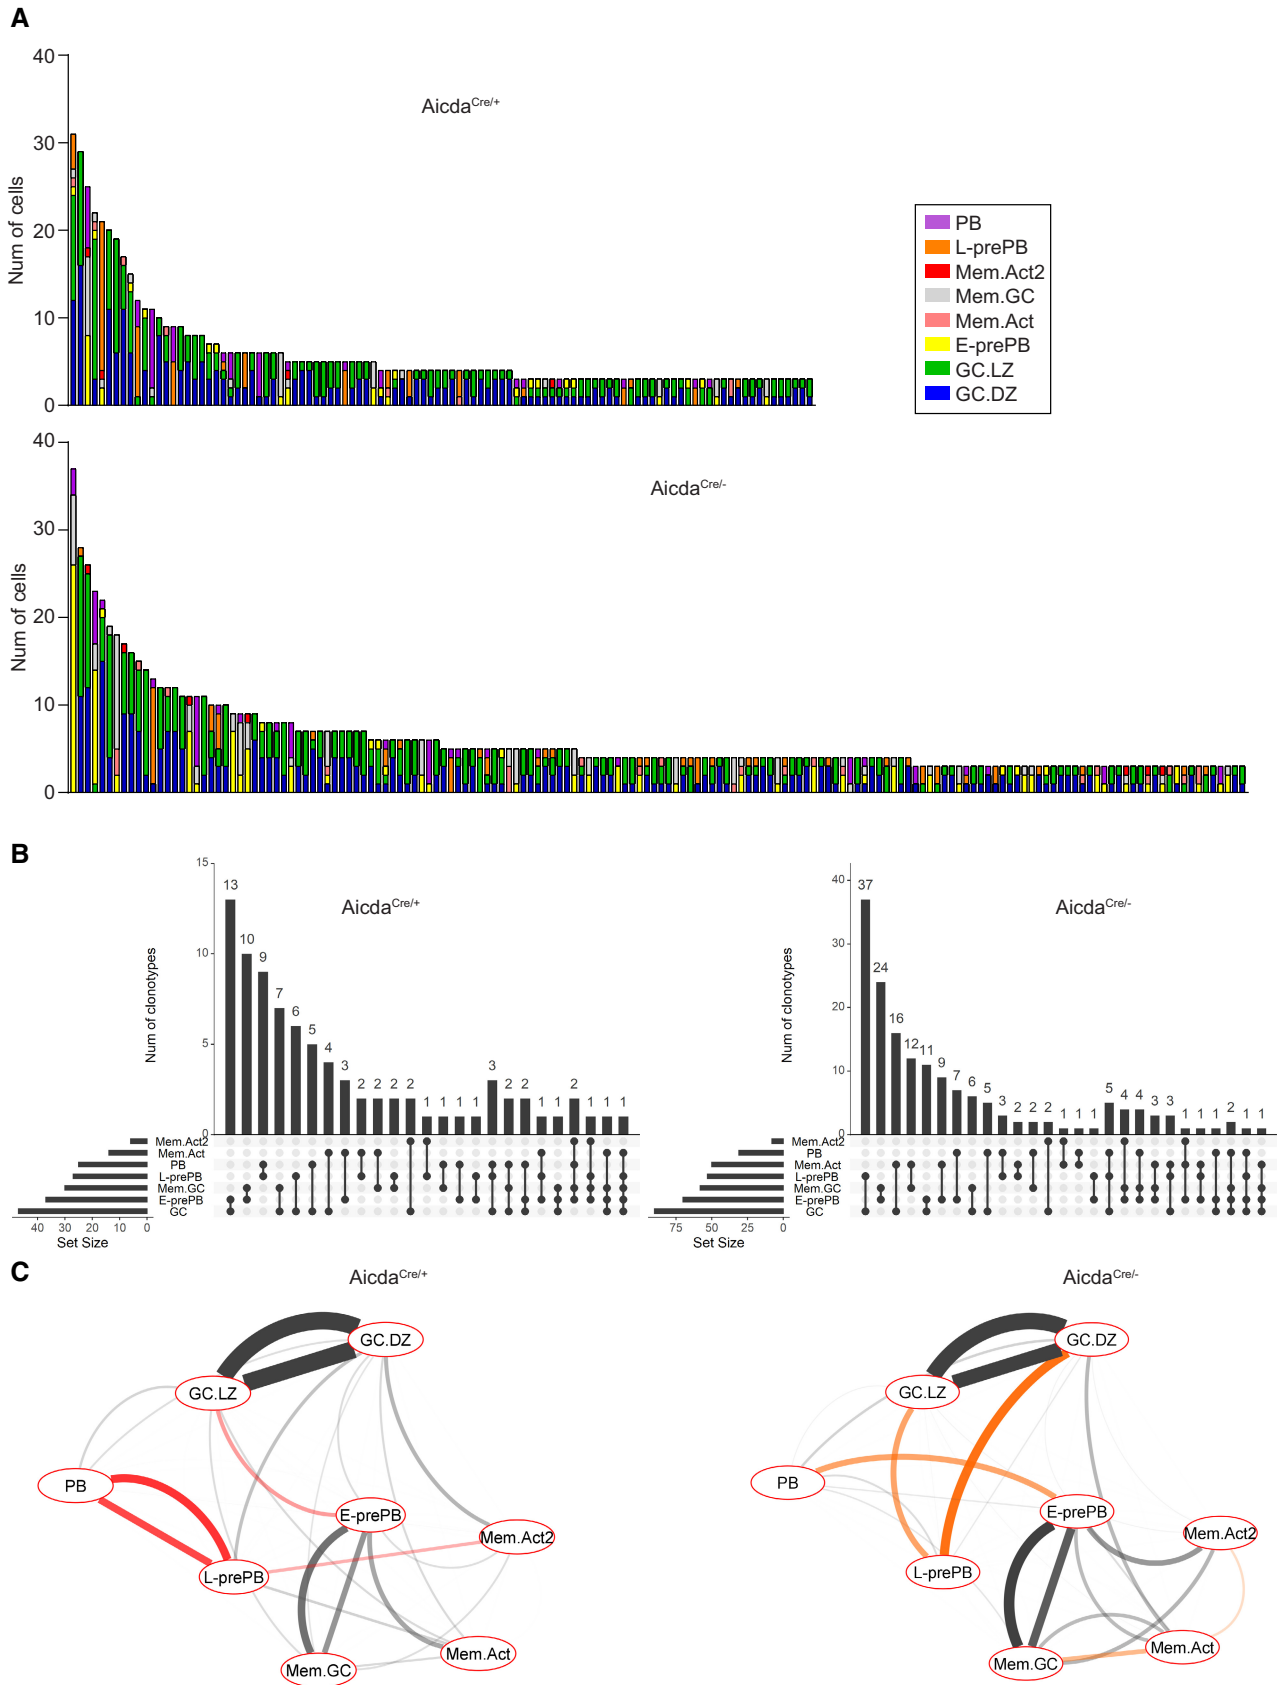 A
40
30
20
10
0
Num of cells
Aicda^Cre/+
PB
L-prePB
Mem.Act2
Mem.GC
Mem.Act
E-prePB
GC.LZ
GC.DZ
40
30
20
10
0
Num of cells
Aicda^Cre/-
B
15
10
5
0
Num of clonotypes
Aicda^Cre/+
13 10 9 7 6 5 4 3 2 2 2 2 1 1 1 1 3 2 2 1 1 2 1 1 1
Mem.Act2
Mem.Act
PB
L-prePB
Mem.GC
E-prePB
GC
40 30 20 10 0
Set Size
40
30
20
10
0
Num of clonotypes
Aicda^Cre/-
37 24 16 12 11 9 7 6 5 3 2 2 2 1 1 1 5 4 4 3 3 1 1 1 2 1 1
Mem.Act2
PB
Mem.Act
L-prePB
Mem.GC
E-prePB
GC
75 50 25 0
Set Size
C
Aicda^Cre/+
GC.DZ
GC.LZ
PB
E-prePB
Mem.Act2
L-prePB
Mem.Act
Mem.GC
Aicda^Cre/-
GC.DZ
GC.LZ
PB
E-prePB
Mem.Act2
L-prePB
Mem.Act
Mem.GC